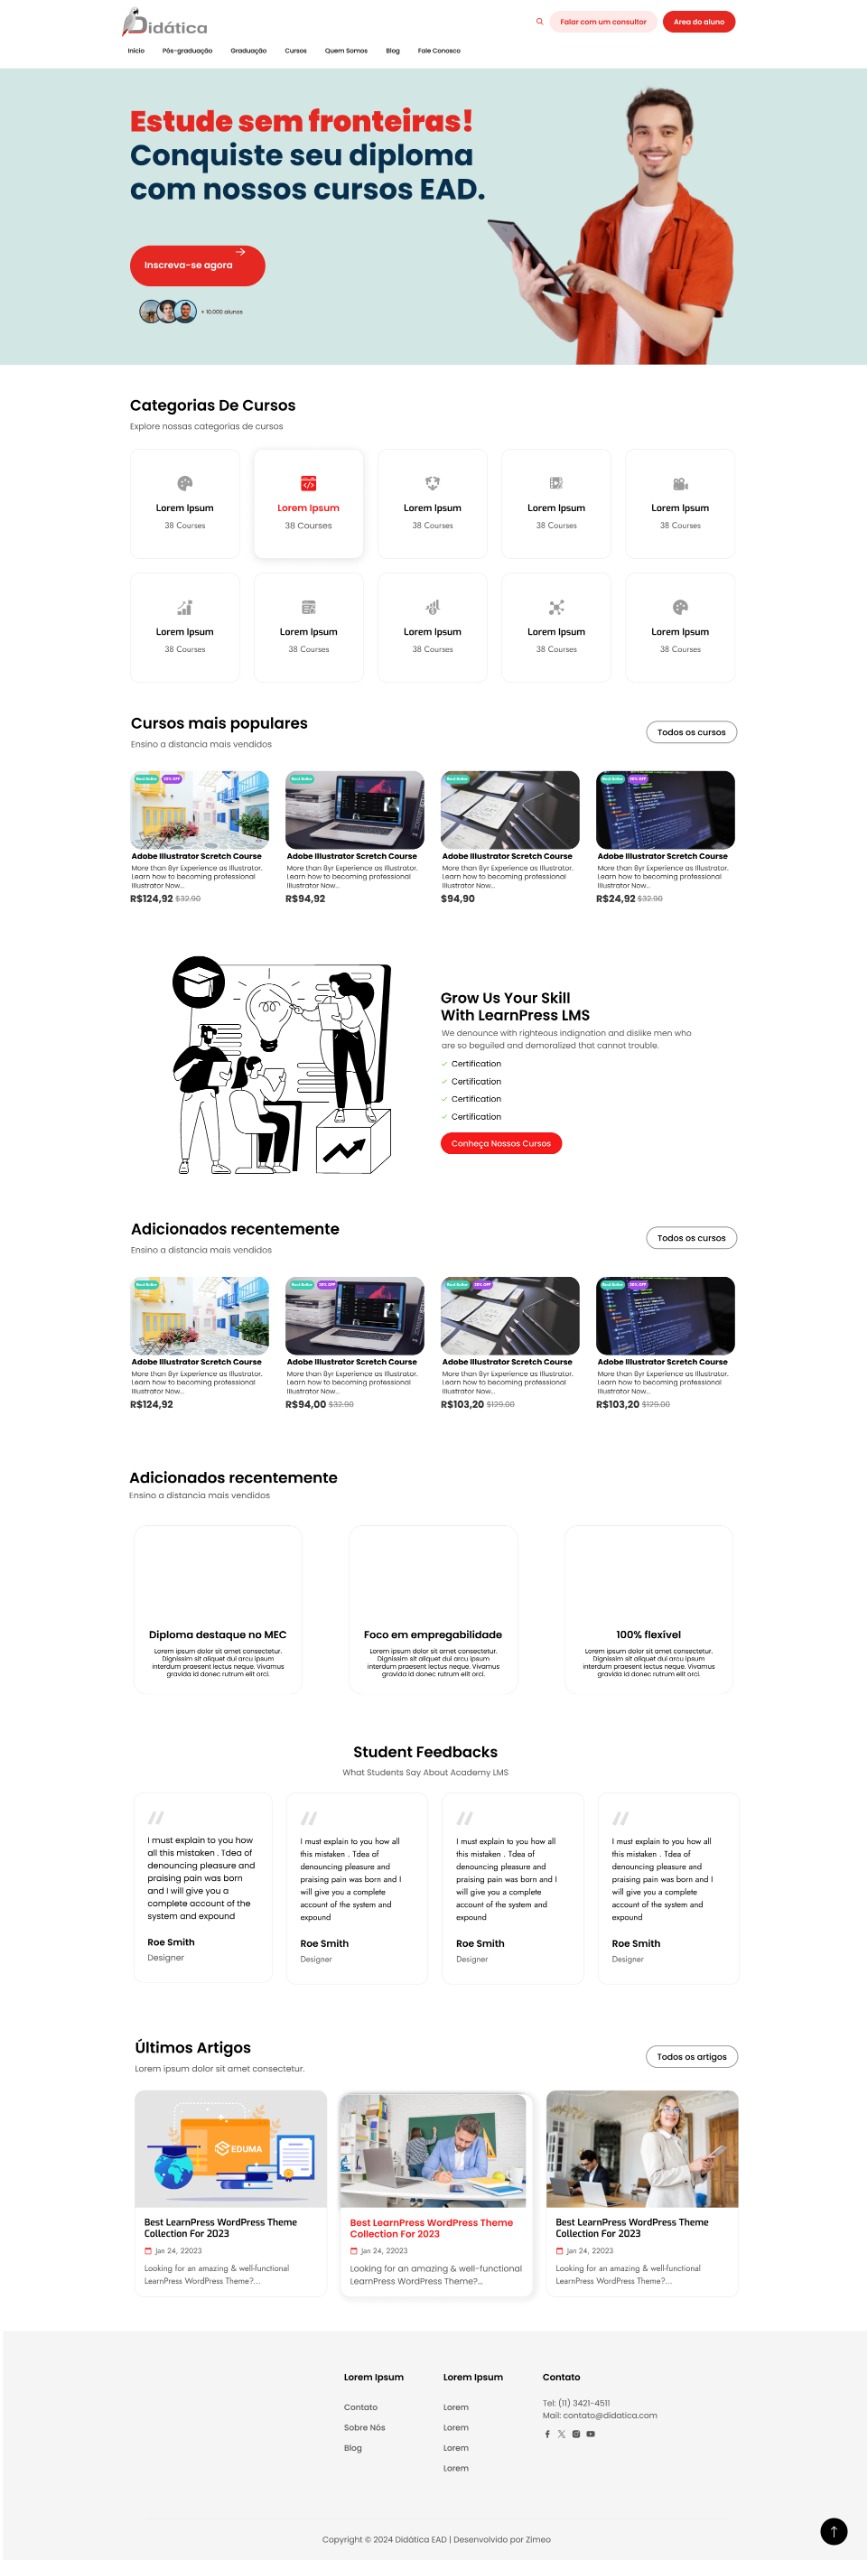 Didática
Falar com um consultor
Area do aluno
Início
Pós-graduação
Graduação
Cursos
Quem Somos
Blog
Fale Conosco
Estude sem fronteiras!
Conquiste seu diploma
com nossos cursos EAD.
Inscreva-se agora
+ 10.000 alunos
Categorias De Cursos
Explore nossas categorias de cursos
Lorem Ipsum
38 Courses
Lorem Ipsum
38 Courses
Lorem Ipsum
38 Courses
Lorem Ipsum
38 Courses
Lorem Ipsum
38 Courses
Lorem Ipsum
38 Courses
Lorem Ipsum
38 Courses
Lorem Ipsum
38 Courses
Lorem Ipsum
38 Courses
Lorem Ipsum
38 Courses
Cursos mais populares
Ensino a distancia mais vendidos
Todos os cursos
Best Seller
20% OFF
Adobe Illustrator Scretch Course
More than 8yr Experience as Illustrator.
Learn how to becoming professional
Illustrator Now...
R$124,92 $32.90
Best Seller
Adobe Illustrator Scretch Course
More than 8yr Experience as Illustrator.
Learn how to becoming professional
Illustrator Now...
R$94,92
Best Seller
Adobe Illustrator Scretch Course
More than 8yr Experience as Illustrator.
Learn how to becoming professional
Illustrator Now...
$94,90
Best Seller
20% OFF
Adobe Illustrator Scretch Course
More than 8yr Experience as Illustrator.
Learn how to becoming professional
Illustrator Now...
R$24,92 $32.90
Grow Us Your Skill
With LearnPress LMS
We denounce with righteous indignation and dislike men who
are so beguiled and demoralized that cannot trouble.
Certification
Certification
Certification
Certification
Conheça Nossos Cursos
Adicionados recentemente
Ensino a distancia mais vendidos
Todos os cursos
Best Seller
Adobe Illustrator Scretch Course
More than 8yr Experience as Illustrator.
Learn how to becoming professional
Illustrator Now...
R$124,92
Best Seller
20% OFF
Adobe Illustrator Scretch Course
More than 8yr Experience as Illustrator.
Learn how to becoming professional
Illustrator Now...
R$94,00 $32.90
Best Seller
20% OFF
Adobe Illustrator Scretch Course
More than 8yr Experience as Illustrator.
Learn how to becoming professional
Illustrator Now...
R$103,20 $129.00
Best Seller
20% OFF
Adobe Illustrator Scretch Course
More than 8yr Experience as Illustrator.
Learn how to becoming professional
Illustrator Now...
R$103,20 $129.00
Adicionados recentemente
Ensino a distancia mais vendidos
Diploma destaque no MEC
Lorem ipsum dolor sit amet consectetur.
Dignissim sit aliquet dui arcu ipsum
interdum praesent lectus neque. Vivamus
gravida id donec rutrum elit orci.
Foco em empregabilidade
Lorem ipsum dolor sit amet consectetur.
Dignissim sit aliquet dui arcu ipsum
interdum praesent lectus neque. Vivamus
gravida id donec rutrum elit orci.
100% flexível
Lorem ipsum dolor sit amet consectetur.
Dignissim sit aliquet dui arcu ipsum
interdum praesent lectus neque. Vivamus
gravida id donec rutrum elit orci.
Student Feedbacks
What Students Say About Academy LMS
I must explain to you how
all this mistaken . Tdea of
denouncing pleasure and
praising pain was born
and I will give you a
complete account of the
system and expound
Roe Smith
Designer
I must explain to you how all
this mistaken . Tdea of
denouncing pleasure and
praising pain was born and I
will give you a complete
account of the system and
expound
Roe Smith
Designer
I must explain to you how all
this mistaken . Tdea of
denouncing pleasure and
praising pain was born and I
will give you a complete
account of the system and
expound
Roe Smith
Designer
I must explain to you how all
this mistaken . Tdea of
denouncing pleasure and
praising pain was born and I
will give you a complete
account of the system and
expound
Roe Smith
Designer
Últimos Artigos
Lorem ipsum dolor sit amet consectetur.
Todos os artigos
EDUMA
Best LearnPress WordPress Theme
Collection For 2023
Jan 24, 22023
Looking for an amazing & well-functional
LearnPress WordPress Theme?...
Best LearnPress WordPress Theme
Collection For 2023
Jan 24, 22023
Looking for an amazing & well-functional
LearnPress WordPress Theme?...
Best LearnPress WordPress Theme
Collection For 2023
Jan 24, 22023
Looking for an amazing & well-functional
LearnPress WordPress Theme?...
Lorem Ipsum
Contato
Sobre Nós
Blog
Lorem Ipsum
Lorem
Lorem
Lorem
Lorem
Contato
Tel: (11) 3421-4511
Mail: contato@didatica.com
Copyright © 2024 Didática EAD | Desenvolvido por Zimeo